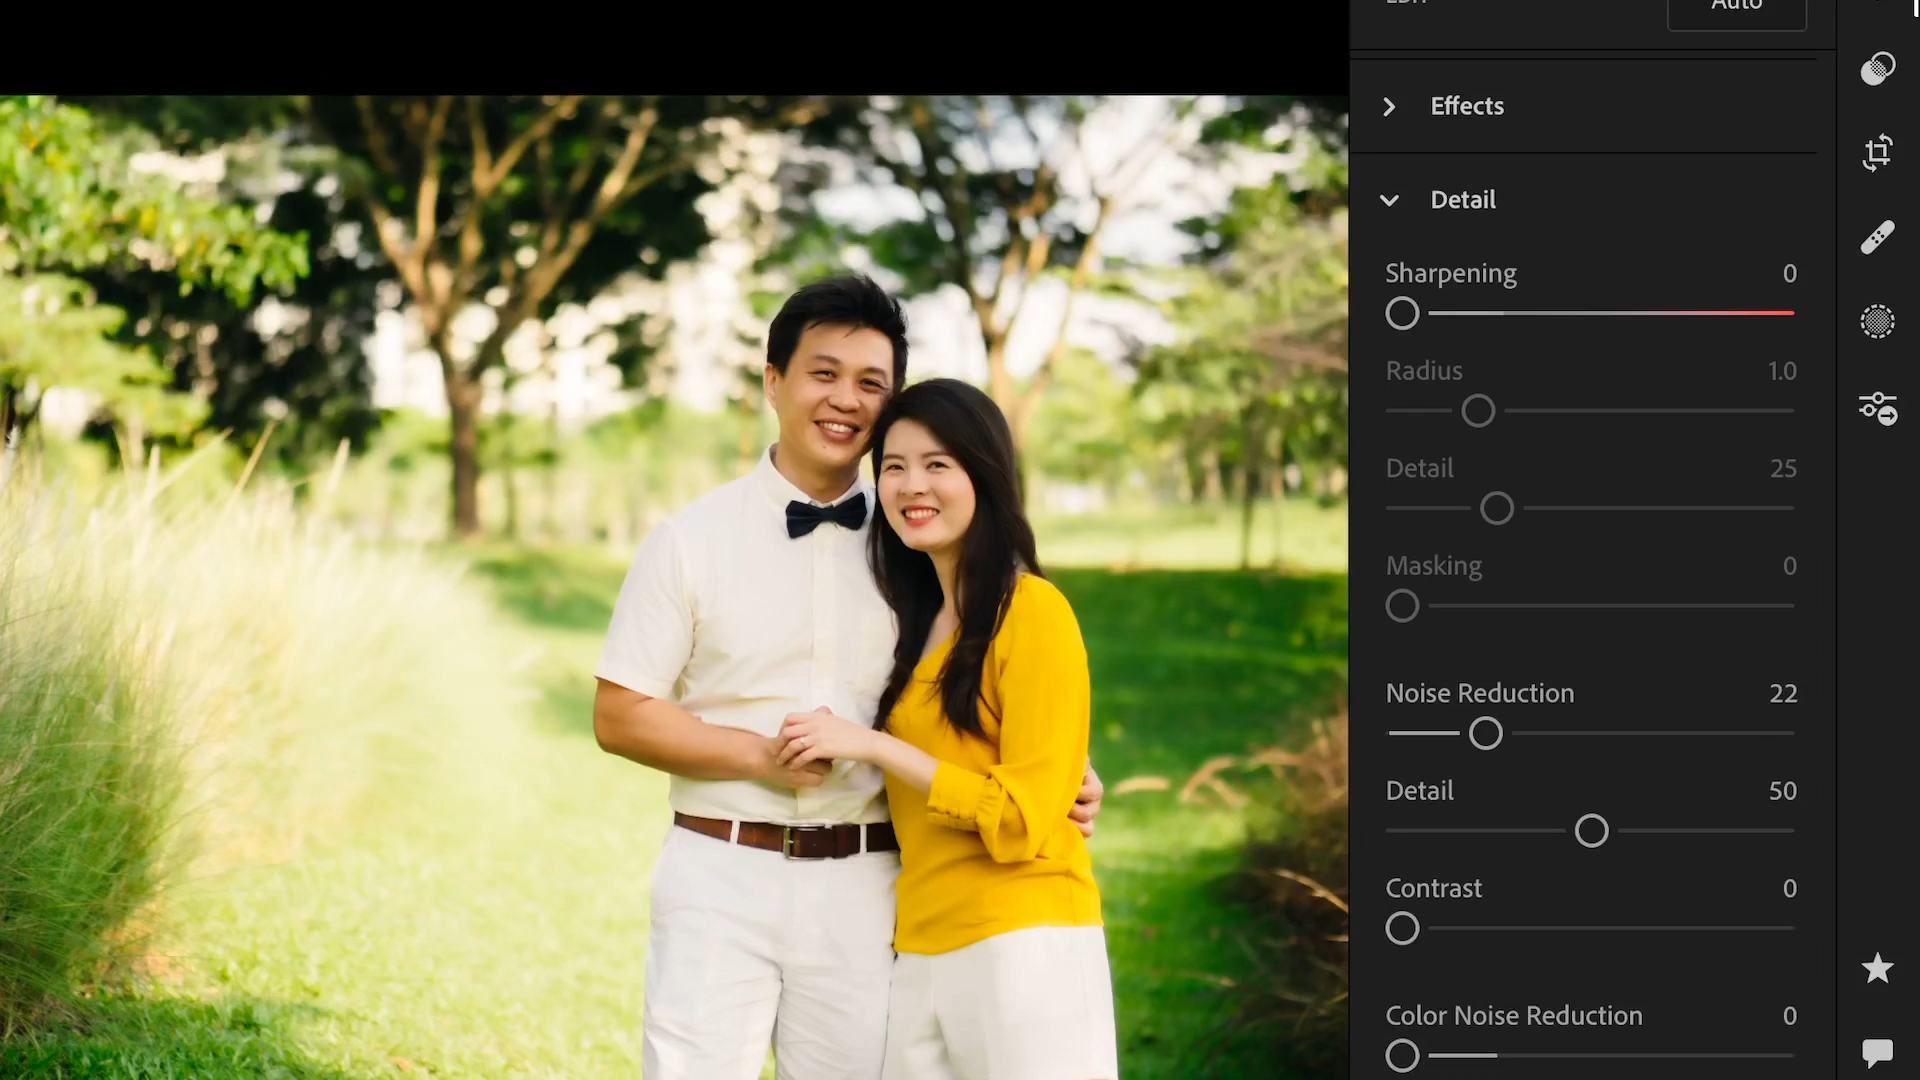 Auto
Effects
Detail
Sharpening 0
Radius 1.0
Detail 25
Masking 0
Noise Reduction 22
Detail 50
Contrast 0
Color Noise Reduction 0